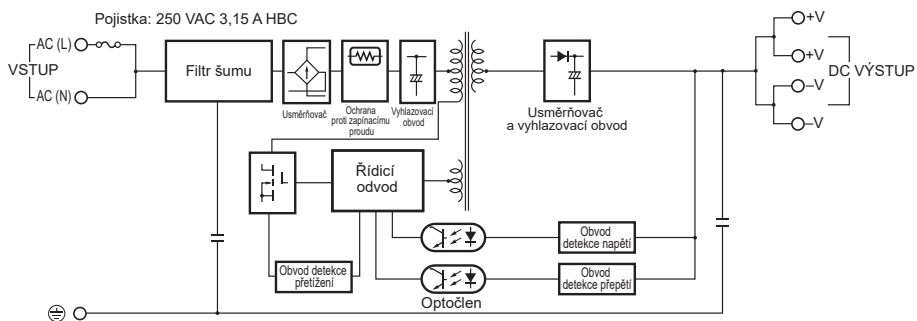 Pojistka: 250 VAC 3,15 A HBC
AC (L)
VSTUP
AC (N)
Filtr šumu
Usměrňovač
Ochrana
proti zapínacímu
proudu
Vyhlazovací
obvod
Usměrňovač
a vyhlazovací obvod
+V
+V
DC VÝSTUP
–V
–V
Řídicí
odvod
Obvod detekce
přetížení
Obvod
detekce napětí
Obvod
detekce přepětí
Optočlen